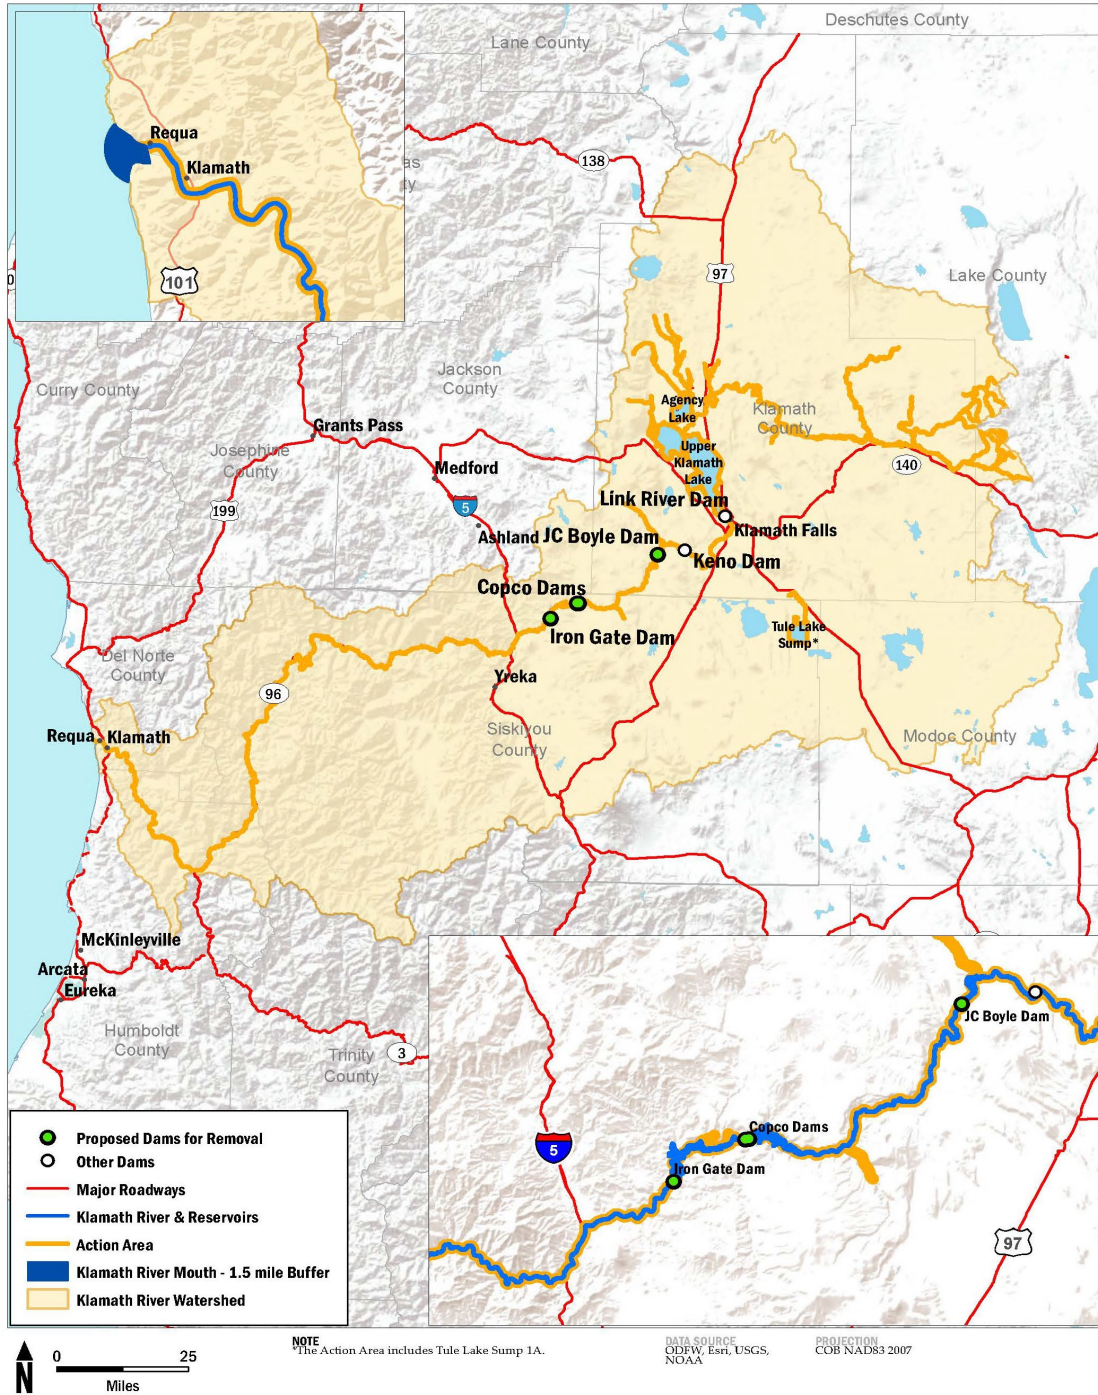 Deschutes County
Lane County
Requa
Klamath
101
138
as
ty
97
Lake County
0
Curry County
Jackson
County
Agency
Lake
Klamath
County
Grants Pass
Josephine
County
Upper
Klamath
Lake
140
Medford
199
5
Link River Dam
Ashland
JC Boyle Dam
Klamath Falls
Keno Dam
Copco Dams
Iron Gate Dam
Tule Lake
Sump*
Del Norte
County
Yreka
96
Siskiyou
County
Modoc County
Requa
Klamath
McKinleyville
Arcata
Eureka
Humboldt
County
Trinity
County
3
JC Boyle Dam
Copco Dams
Iron Gate Dam
5
97
Proposed Dams for Removal
Other Dams
Major Roadways
Klamath River & Reservoirs
Action Area
Klamath River Mouth - 1.5 mile Buffer
Klamath River Watershed
N
0 25
Miles
NOTE
*The Action Area includes Tule Lake Sump 1A.
DATA SOURCE
ODFW, Esri, USGS,
NOAA
PROJECTION
COB NAD83 2007